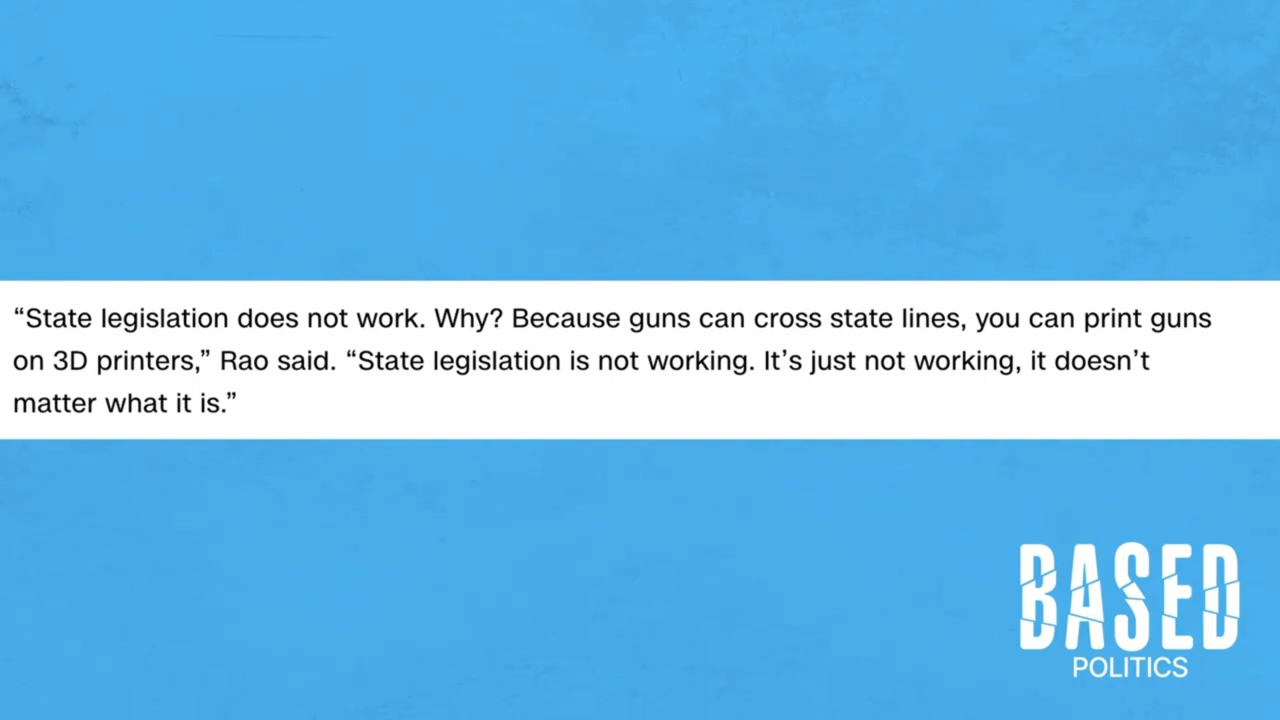 “State legislation does not work. Why? Because guns can cross state lines, you can print guns
on 3D printers,” Rao said. “State legislation is not working. It’s just not working, it doesn’t
matter what it is.”
BASED
POLITICS